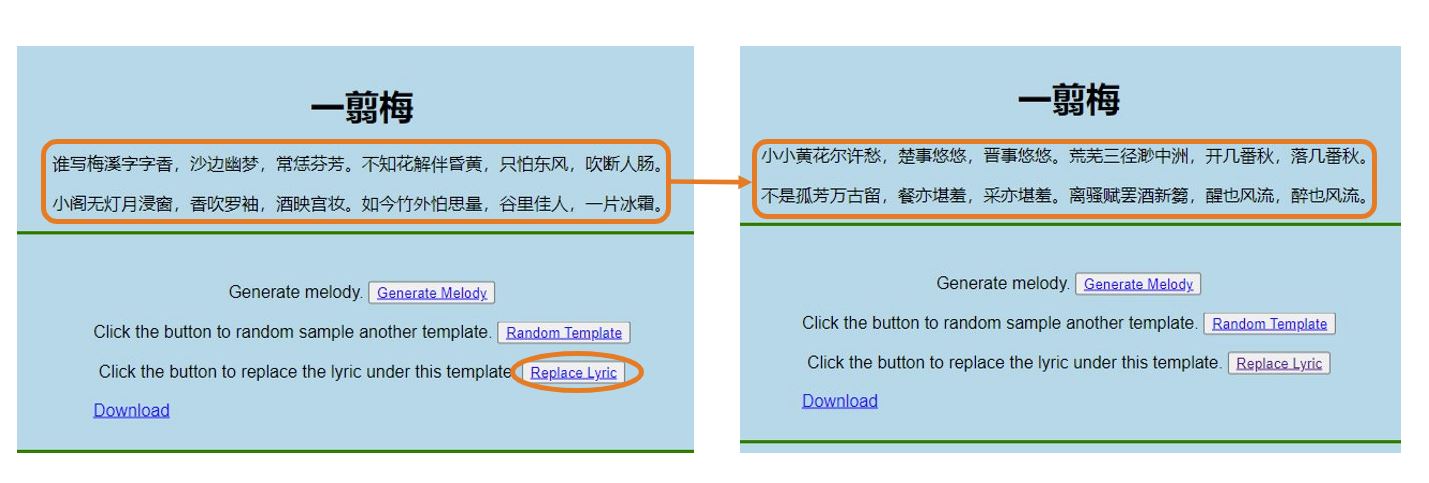 一翦梅
谁写梅溪字字香，沙边幽梦，常恁芬芳。不知花解伴昏黄，只怕东风，吹断人肠。
小阁无灯月浸窗，香吹罗袖，酒映宫妆。如今竹外怕思量，谷里佳人，一片冰霜。
Generate melody. Generate Melody
Click the button to random sample another template. Random Template
Click the button to replace the lyric under this template. Replace Lyric
Download
一翦梅
小小黄花尔许愁，楚事悠悠，晋事悠悠。荒芜三径渺中洲，开几番秋，落几番秋。
不是孤芳万古留，餐亦堪羞，采亦堪羞。离骚赋罢酒新篘，醒也风流，醉也风流。
Generate melody. Generate Melody
Click the button to random sample another template. Random Template
Click the button to replace the lyric under this template. Replace Lyric
Download